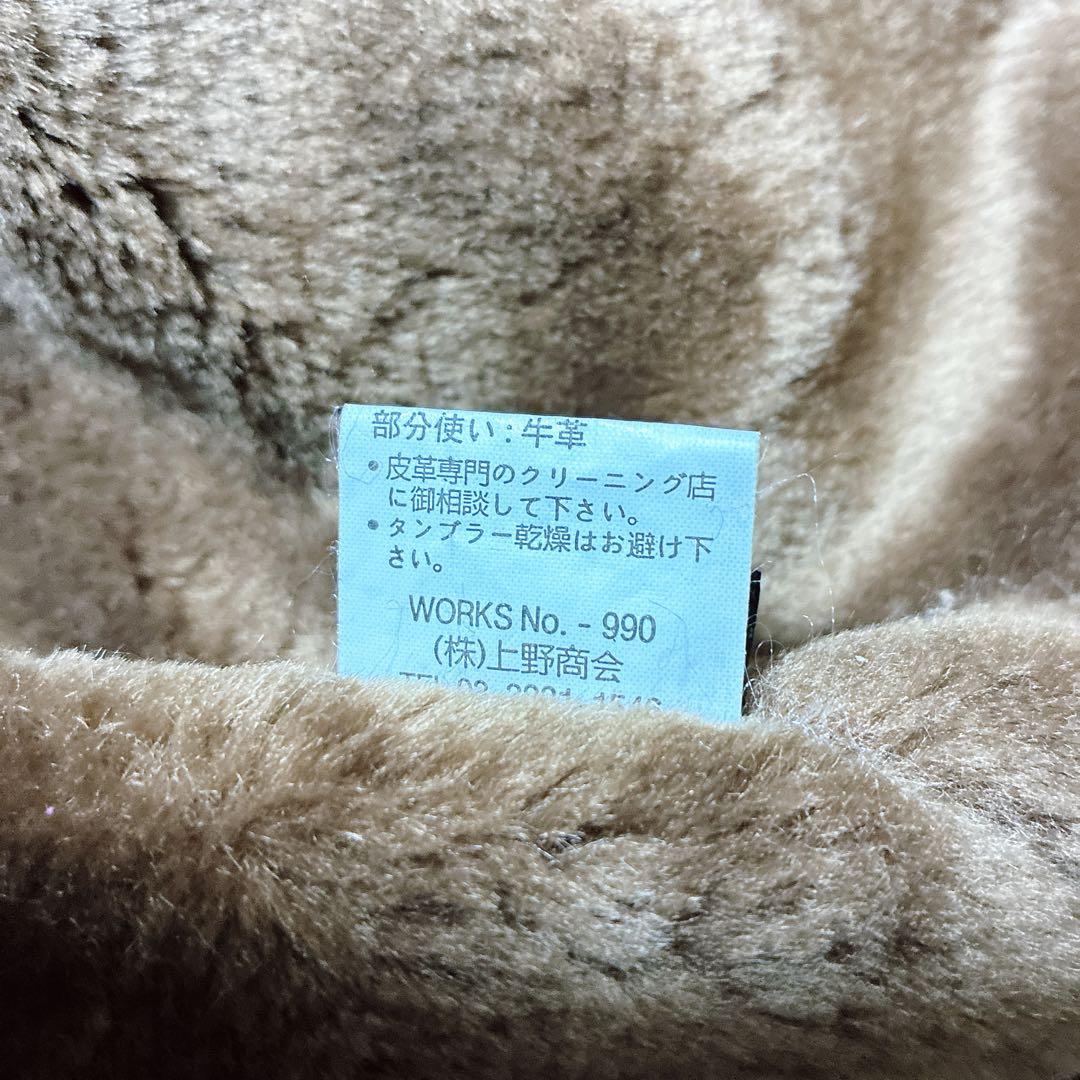 部分使い：牛革
・皮革専門のクリーニング店
に御相談して下さい。
・タンブラー乾燥はお避け下
さい。
WORKS No. - 990
(株)上野商会
TEL